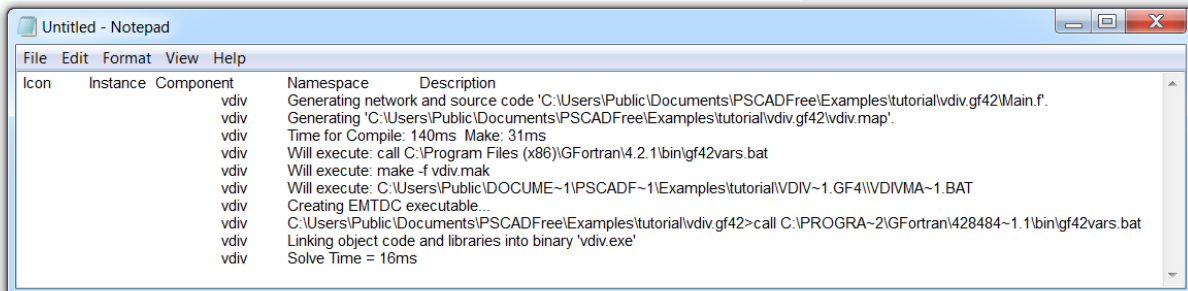 Untitled - Notepad
File Edit Format View Help
Icon Instance Component Namespace Description
vdiv Generating network and source code 'C:\Users\Public\Documents\PSCADFree\Examples\tutorial\vdiv.gf42\Main.f'.
vdiv Generating 'C:\Users\Public\Documents\PSCADFree\Examples\tutorial\vdiv.gf42\vdiv.map'.
vdiv Time for Compile: 140ms Make: 31ms
vdiv Will execute: call C:\Program Files (x86)\GFortran\4.2.1\bin\gf42vars.bat
vdiv Will execute: make -f vdiv.mak
vdiv Will execute: C:\Users\Public\DOCUME~1\PSCADF~1\Examples\tutorial\VDIV~1.GF4\\VDIVMA~1.BAT
vdiv Creating EMTDC executable...
vdiv C:\Users\Public\Documents\PSCADFree\Examples\tutorial\vdiv.gf42>call C:\PROGRA~2\GFortran\428484~1.1\bin\gf42vars.bat
vdiv Linking object code and libraries into binary 'vdiv.exe'
vdiv Solve Time = 16ms